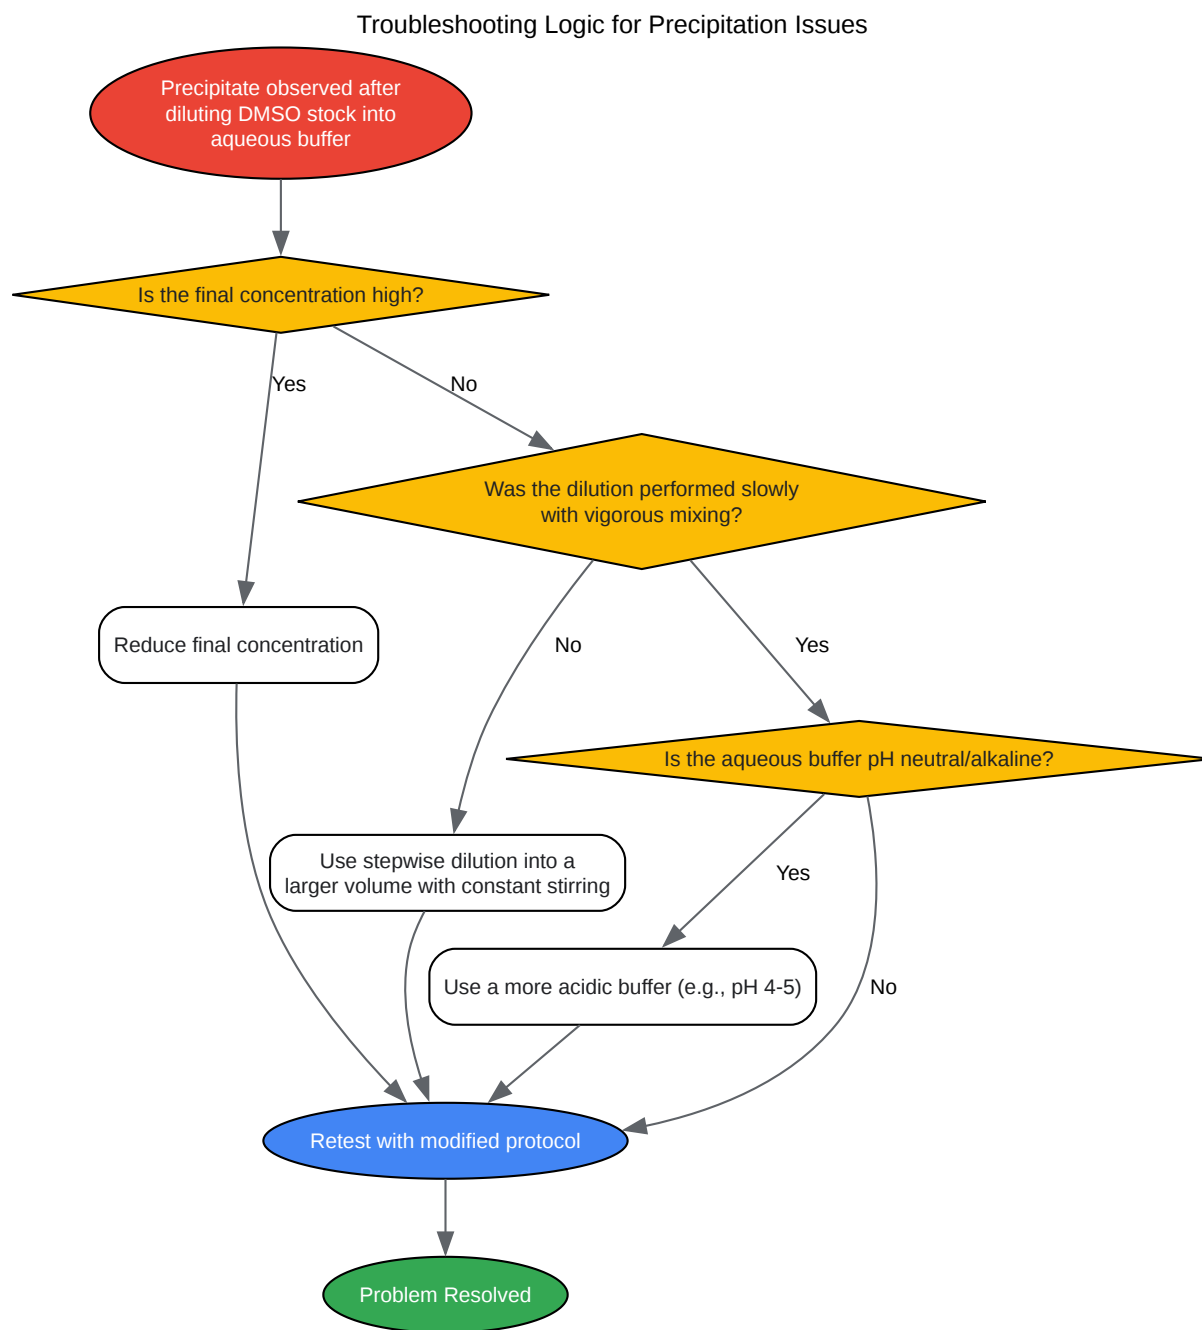 Troubleshooting Logic for Precipitation Issues
Precipitate observed after
diluting DMSO stock into
aqueous buffer
Is the final concentration high?
Yes
No
Was the dilution performed slowly
with vigorous mixing?
Reduce final concentration
No
Yes
Is the aqueous buffer pH neutral/alkaline?
Use stepwise dilution into a
larger volume with constant stirring
Yes
Use a more acidic buffer (e.g., pH 4-5)
No
Retest with modified protocol
Problem Resolved